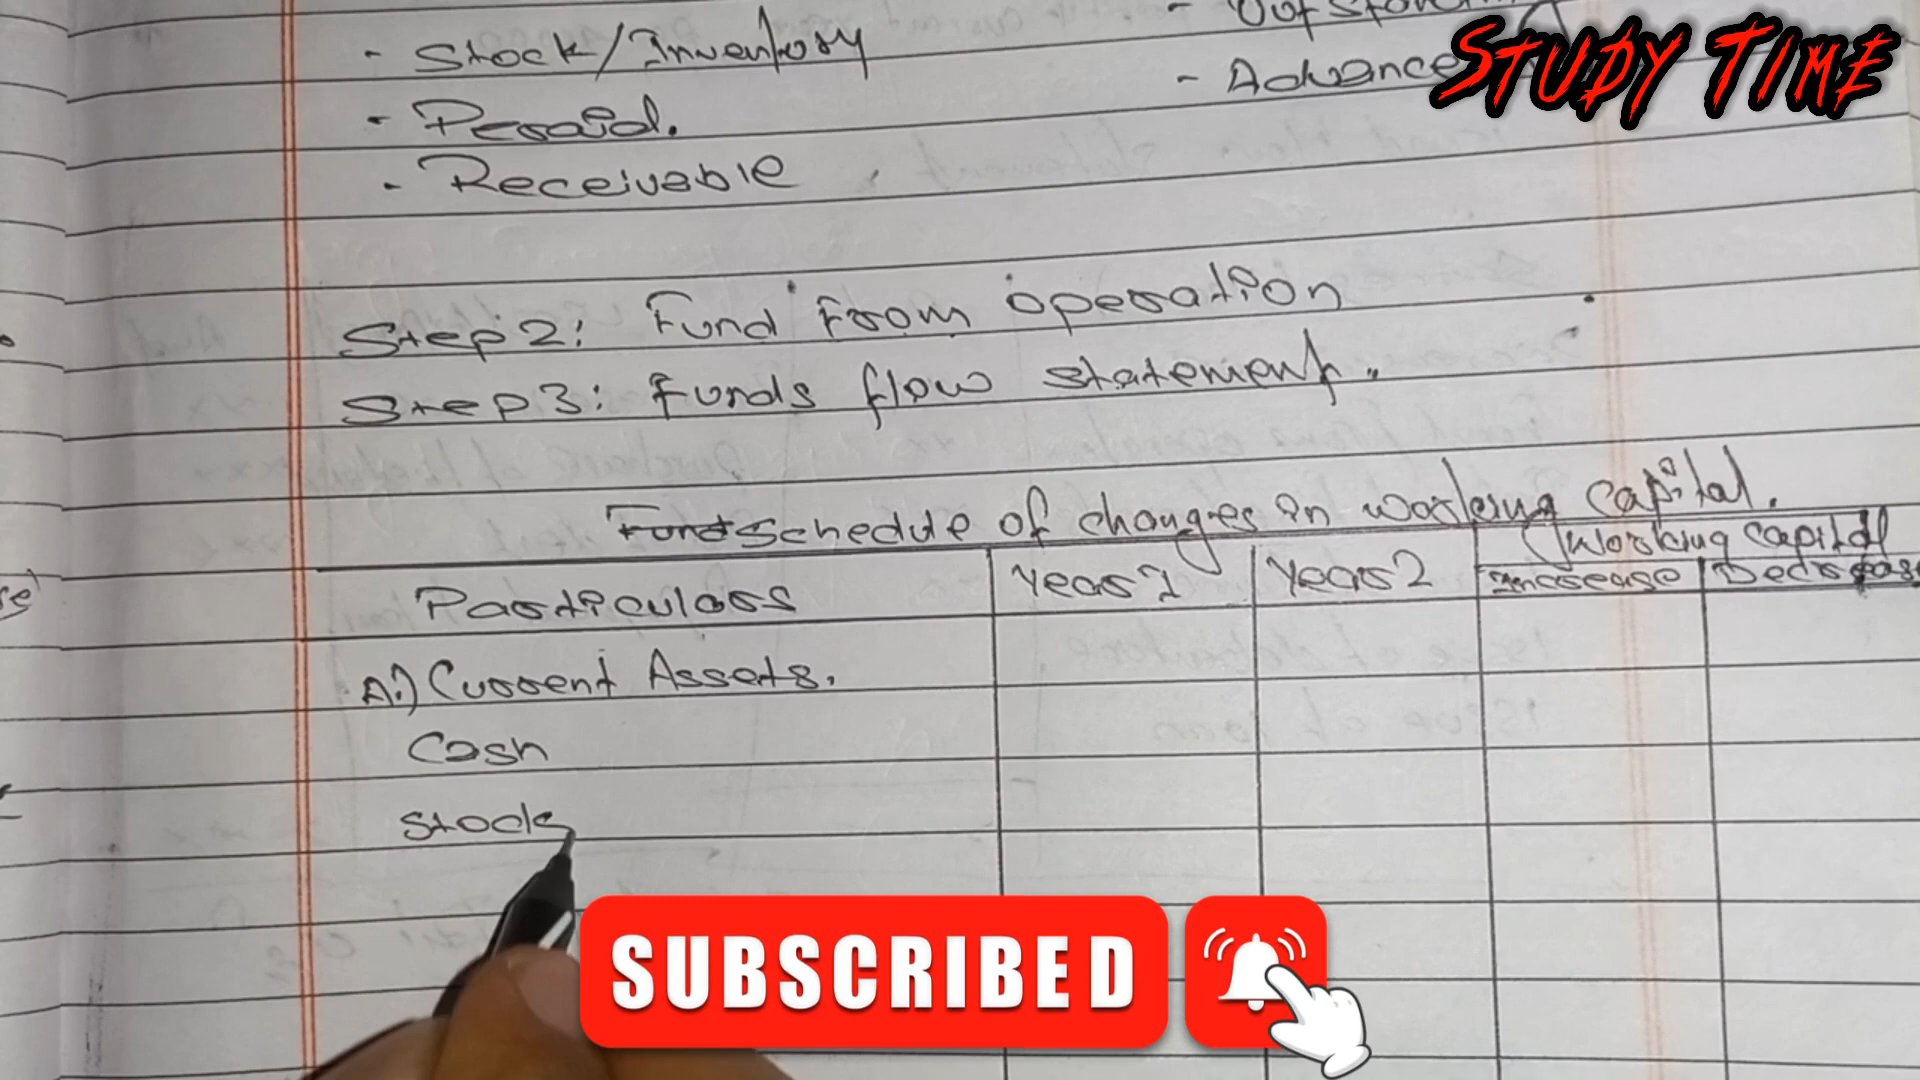 - Stock/Inventory
- Advance
STUDY TIME
- Peraid.
- Receivable
Step 2: Fund from operation
Step 3: Funds flow statement.
Schedule of changes in working capital.
Particulars Year 1 Year 2 Working capital
Increase Decrease
A.) Current Assets.
Cash
Stock
SUBSCRIBED